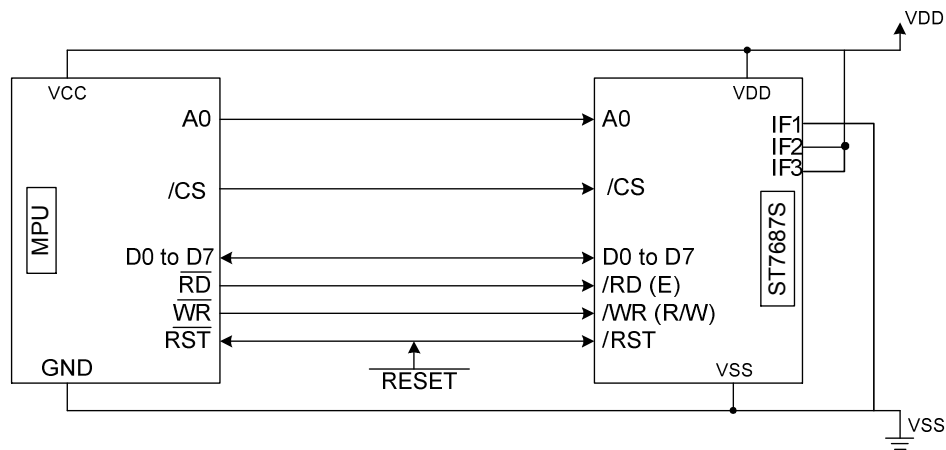 VDD
VCC
VDD
A0
A0
IF1
IF2
IF3
/CS
/CS
MPU
ST7687S
D0 to D7
D0 to D7
RD
/RD (E)
WR
/WR (R/W)
RST
/RST
GND
RESET
VSS
VSS